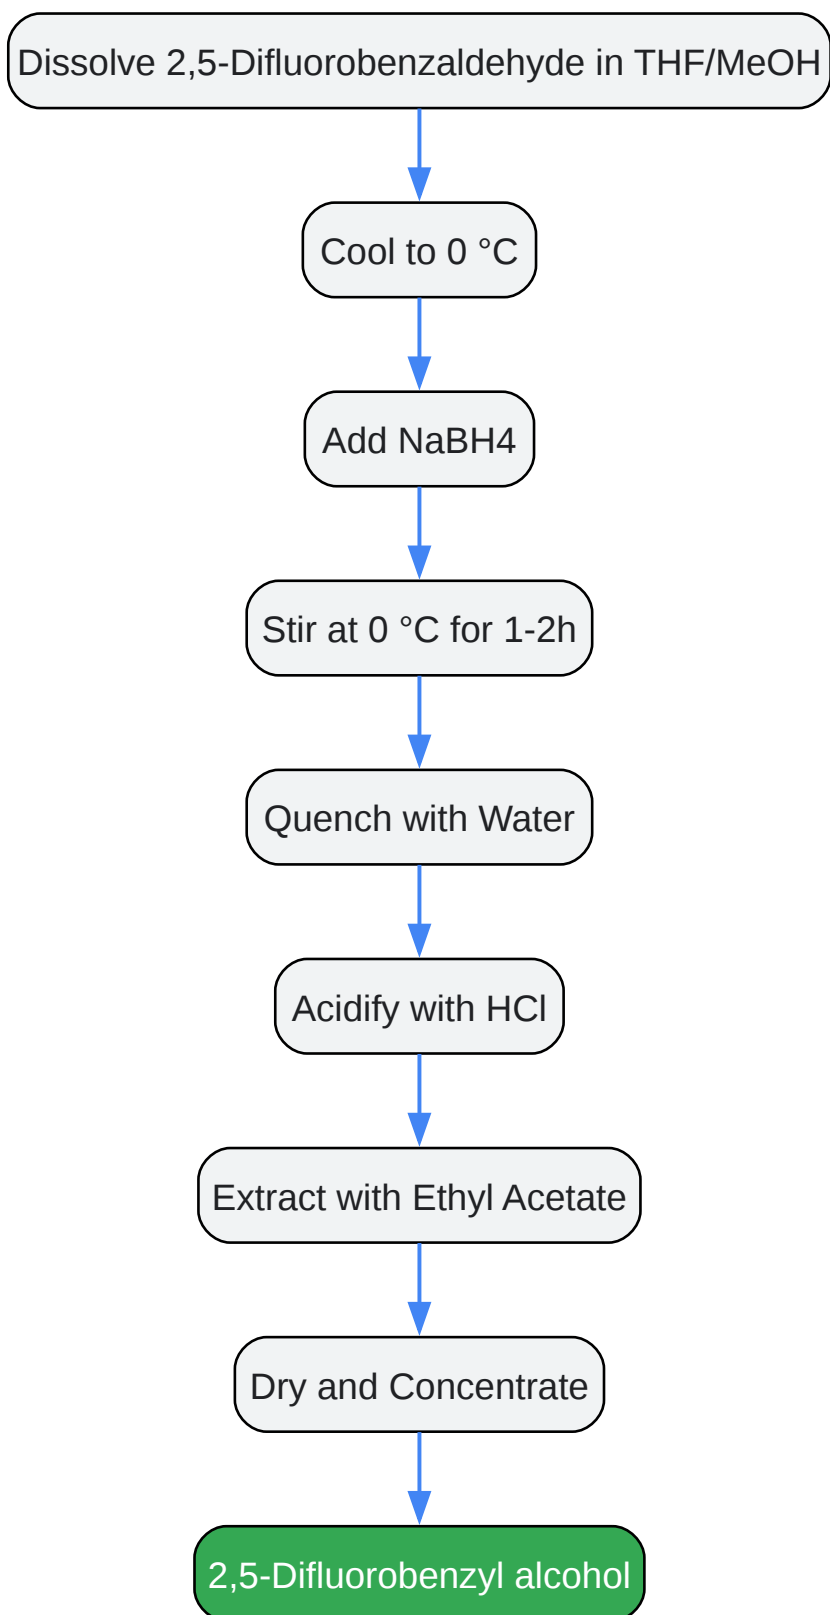 Dissolve 2,5-Difluorobenzaldehyde in THF/MeOH
Cool to 0 °C
Add NaBH4
Stir at 0 °C for 1-2h
Quench with Water
Acidify with HCl
Extract with Ethyl Acetate
Dry and Concentrate
2,5-Difluorobenzyl alcohol